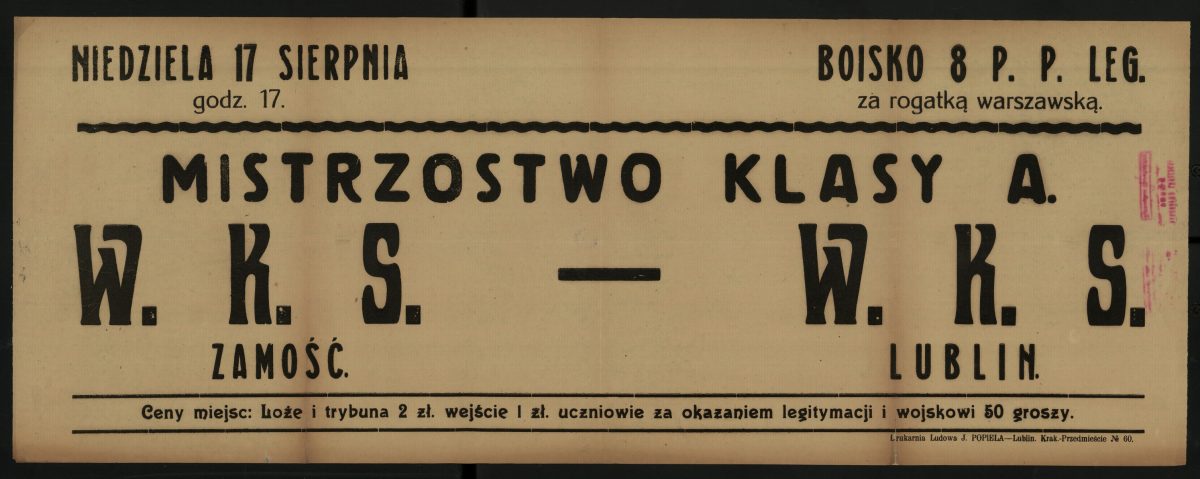 NIEDZIELA 17 SIERPNIA
godz. 17.
BOISKO 8 P. P. LEG.
za rogatką warszawską.
MISTRZOSTWO KLASY A.
W. K. S. — W. K. S.
ZAMOŚĆ. LUBLIN.
Ceny miejsc: Loże i trybuna 2 zł. wejście 1 zł. uczniowie za okazaniem legitymacji i wojskowi 50 groszy.
Drukarnia Ludowa J. POPIELA—Lublin. Krak.-Przedmieście № 60.